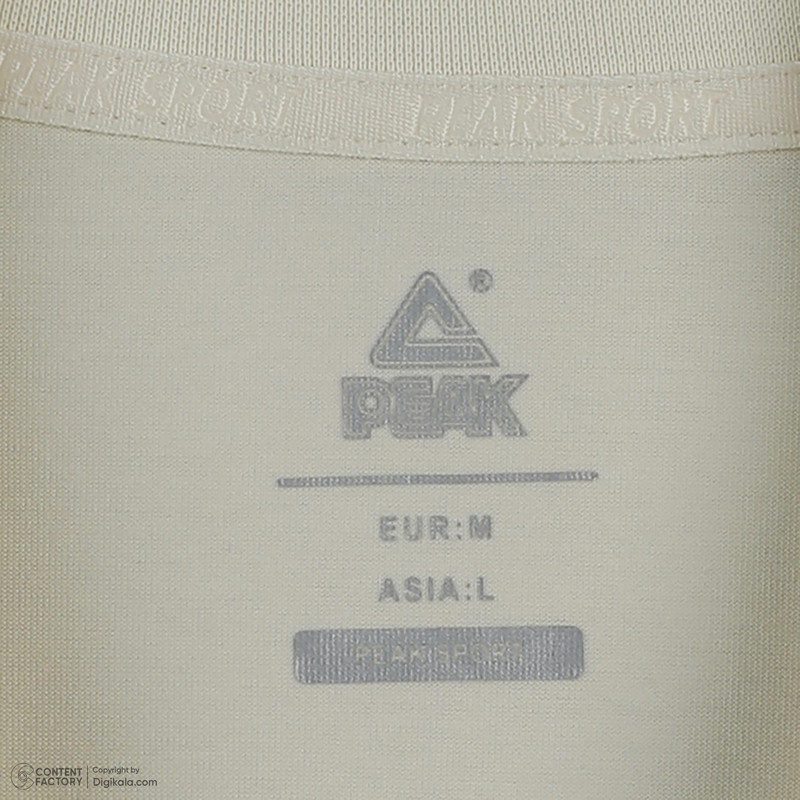 PEAK SPORT PEAK SPORT
®
PEAK
EUR:M
ASIA:L
PEAK SPORT
CONTENT FACTORY
Copyright by
Digikala.com